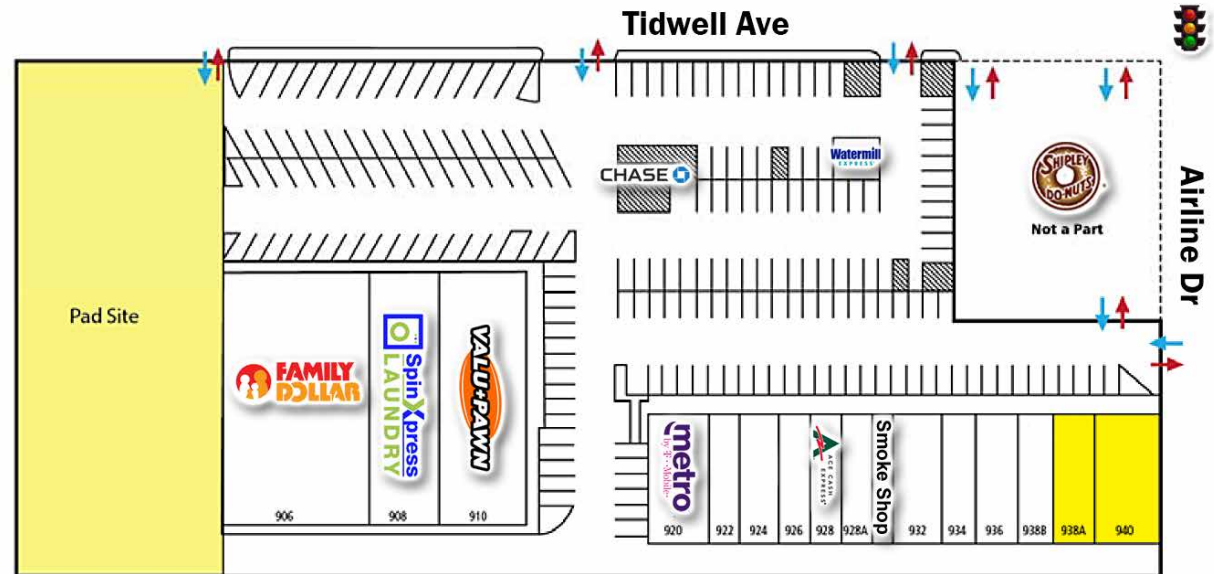 Tidwell Ave
CHASE
Watermill
EXPRESS
SHIPLEY
DO-NUTS
Not a Part
Airline Dr
Pad Site
FAMILY
DOLLAR
SpinXpress
LAUNDRY
VALU+PAWN
metro
by T-Mobile
ACE CASH
EXPRESS
Smoke Shop
906
908
910
920
922
924
926
928
928A
932
934
936
938B
938A
940